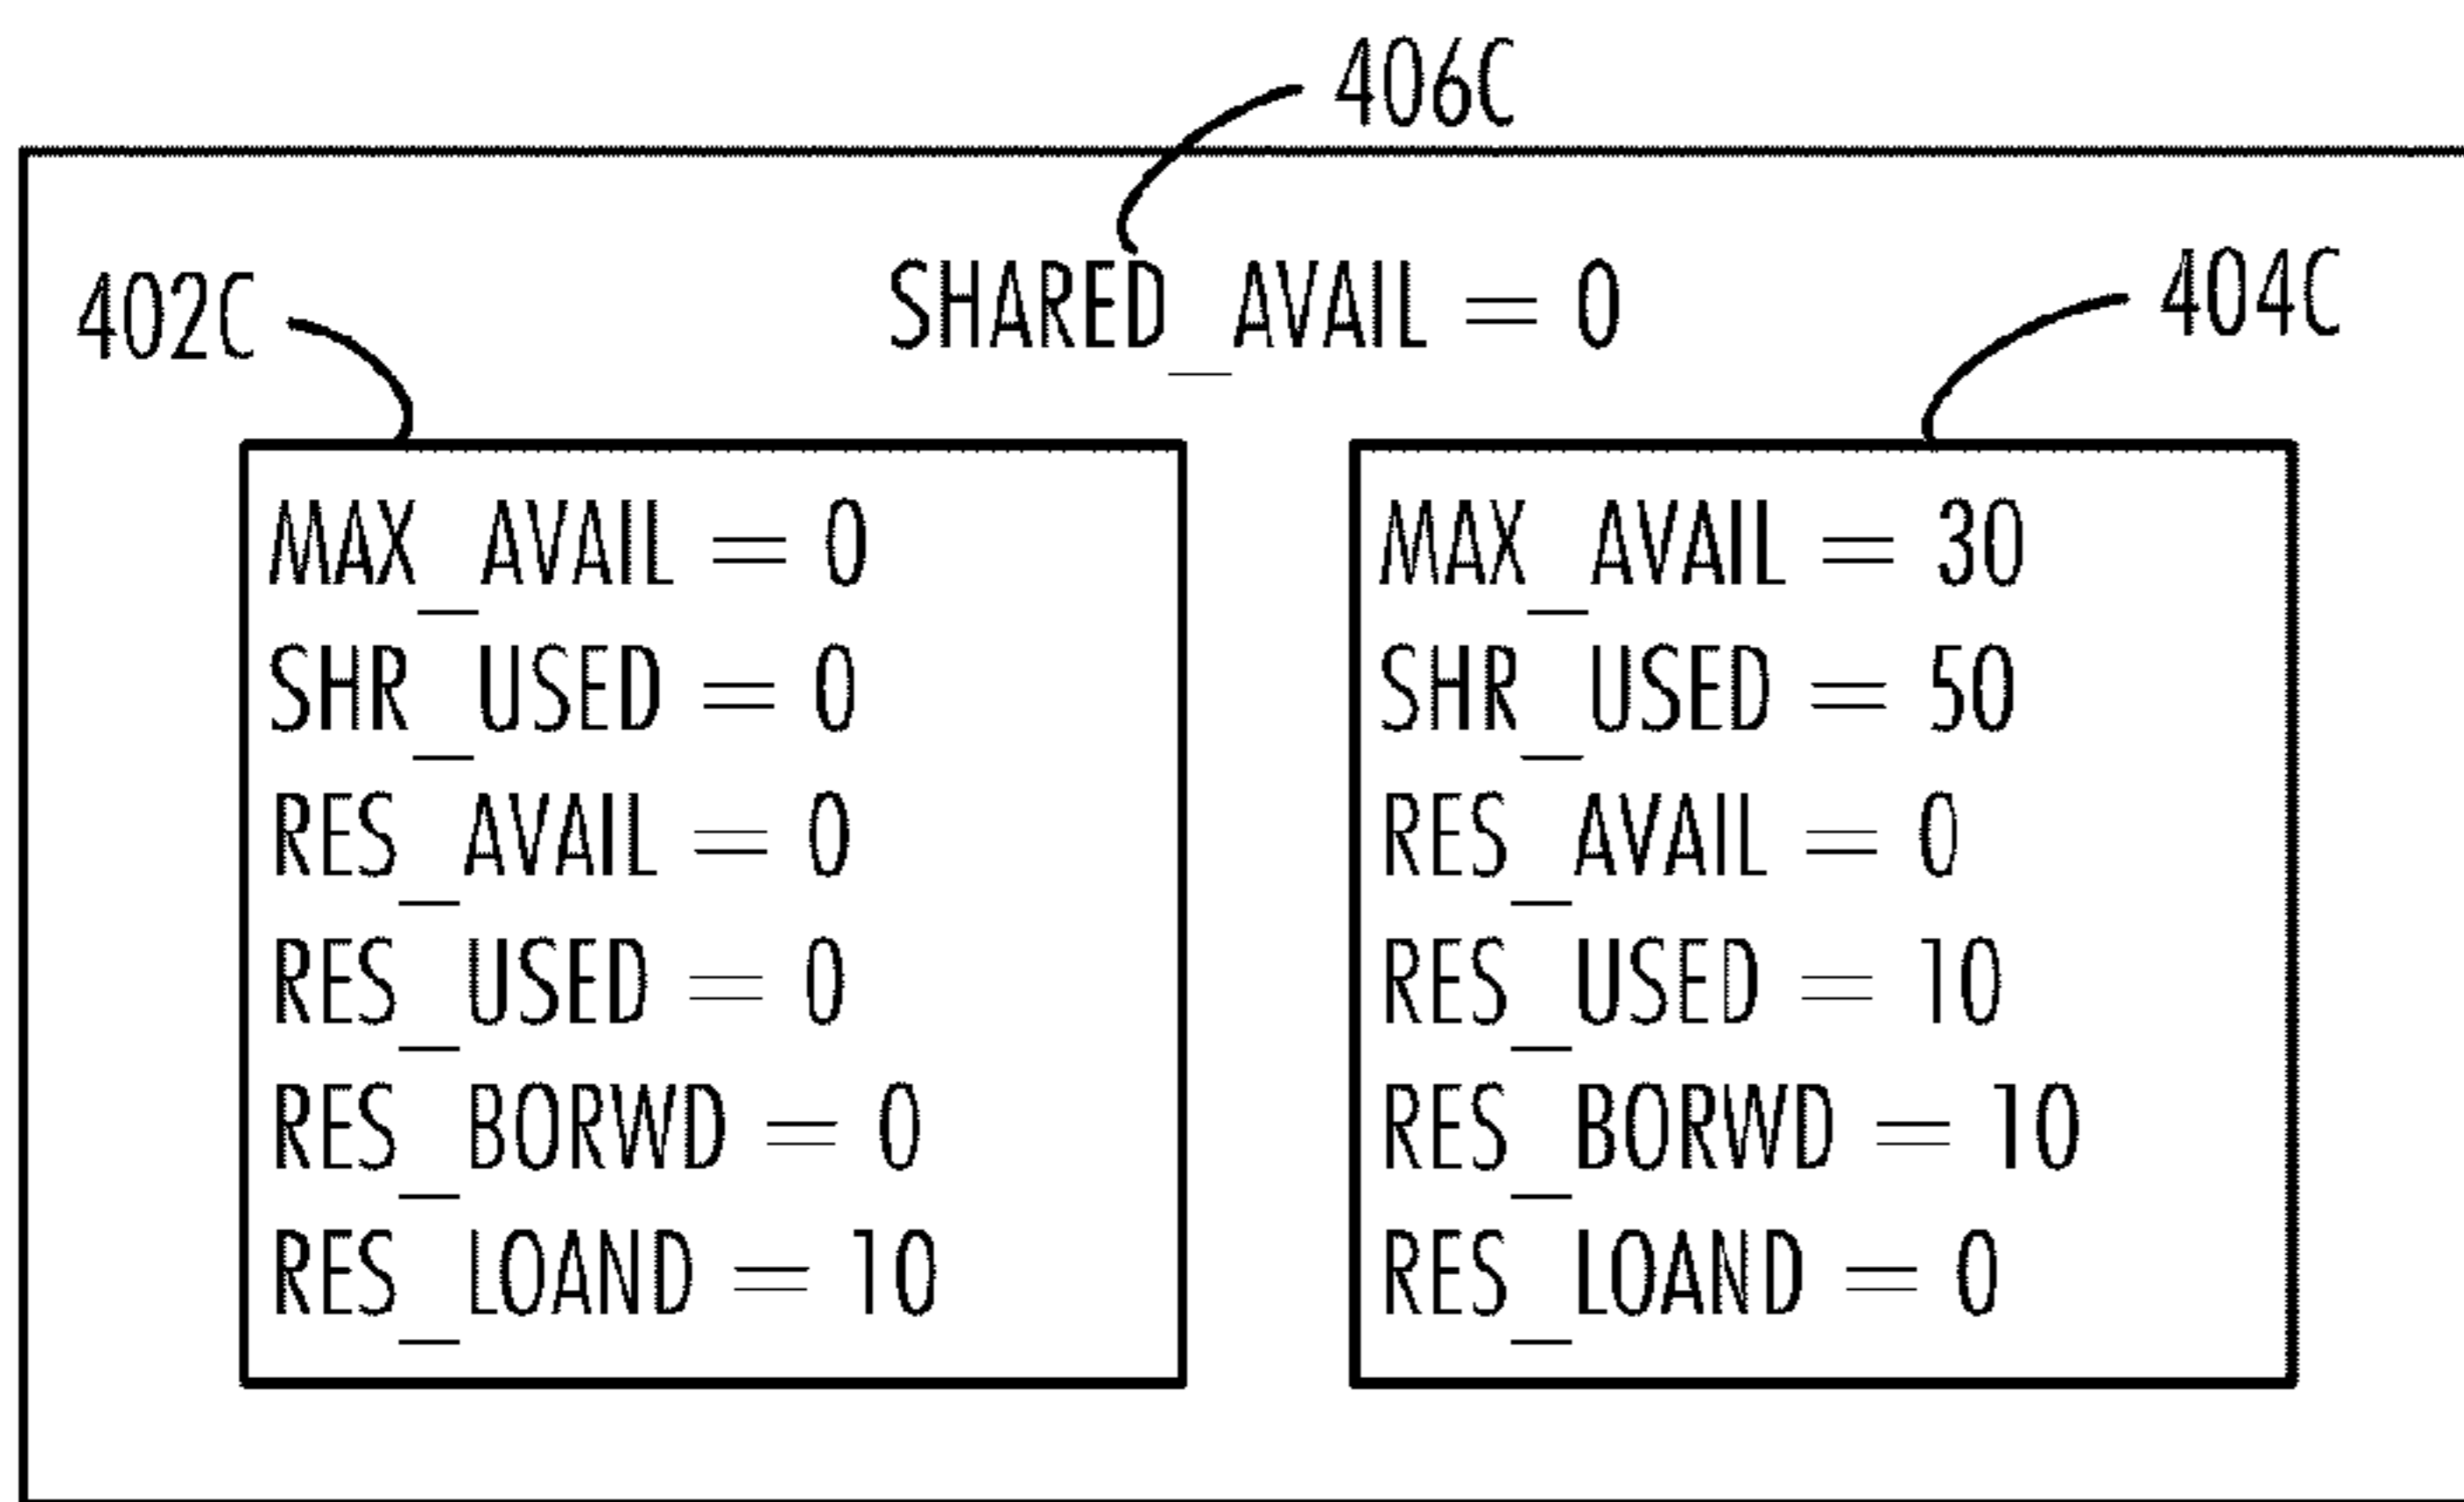 406C
402C
SHARED_AVAIL = 0
404C
MAX_AVAIL = 0
SHR_USED = 0
RES_AVAIL = 0
RES_USED = 0
RES_BORWD = 0
RES_LOAND = 10
MAX_AVAIL = 30
SHR_USED = 50
RES_AVAIL = 0
RES_USED = 10
RES_BORWD = 10
RES_LOAND = 0